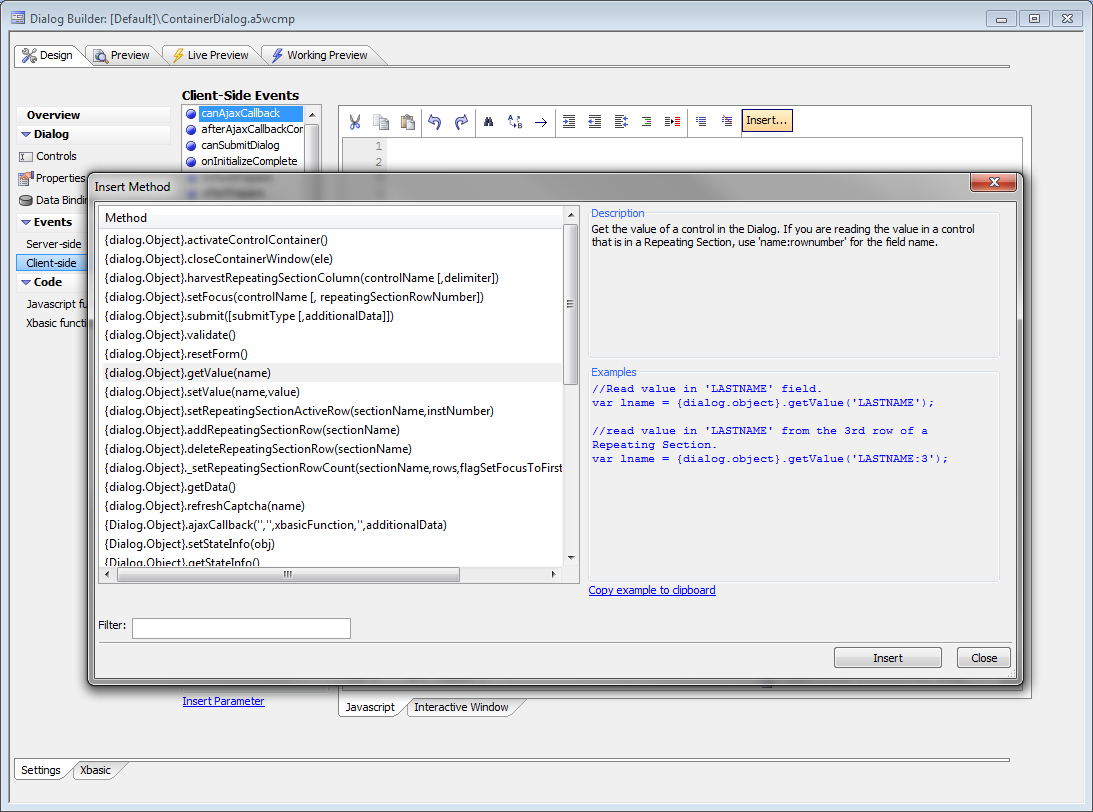 Dialog Builder: [Default]\ContainerDialog.a5wcmp
Design
Preview
Live Preview
Working Preview
Overview
Dialog
Controls
Properties
Data Bindin
Events
Server-side
Client-side
Code
Javascript fu
Xbasic functi
Client-Side Events
canAjaxCallback
afterAjaxCallbackCor
canSubmitDialog
onInitializeComplete
Insert...
1
2
Insert Method
Method
{dialog.Object}.activateControlContainer()
{dialog.Object}.closeContainerWindow(ele)
{dialog.Object}.harvestRepeatingSectionColumn(controlName [,delimiter])
{dialog.Object}.setFocus(controlName [, repeatingSectionRowNumber])
{dialog.Object}.submit([submitType [,additionalData]])
{dialog.Object}.validate()
{dialog.Object}.resetForm()
{dialog.Object}.getValue(name)
{dialog.Object}.setValue(name,value)
{dialog.Object}.setRepeatingSectionActiveRow(sectionName,instNumber)
{dialog.Object}.addRepeatingSectionRow(sectionName)
{dialog.Object}.deleteRepeatingSectionRow(sectionName)
{dialog.Object}._setRepeatingSectionRowCount(sectionName,rows,flagSetFocusToFirst
{dialog.Object}.getData()
{dialog.Object}.refreshCaptcha(name)
{Dialog.Object}.ajaxCallback('','',xbasicFunction,'',additionalData)
{Dialog.Object}.setStateInfo(obj)
{Dialog.Object}.getStateInfo()
Description
Get the value of a control in the Dialog. If you are reading the value in a control
that is in a Repeating Section, use 'name:rownumber' for the field name.
Examples
//Read value in 'LASTNAME' field.
var lname = {dialog.object}.getValue('LASTNAME');
//read value in 'LASTNAME' from the 3rd row of a
Repeating Section.
var lname = {dialog.object}.getValue('LASTNAME:3');
Copy example to clipboard
Filter:
Insert
Close
Insert Parameter
Javascript
Interactive Window
Settings
Xbasic